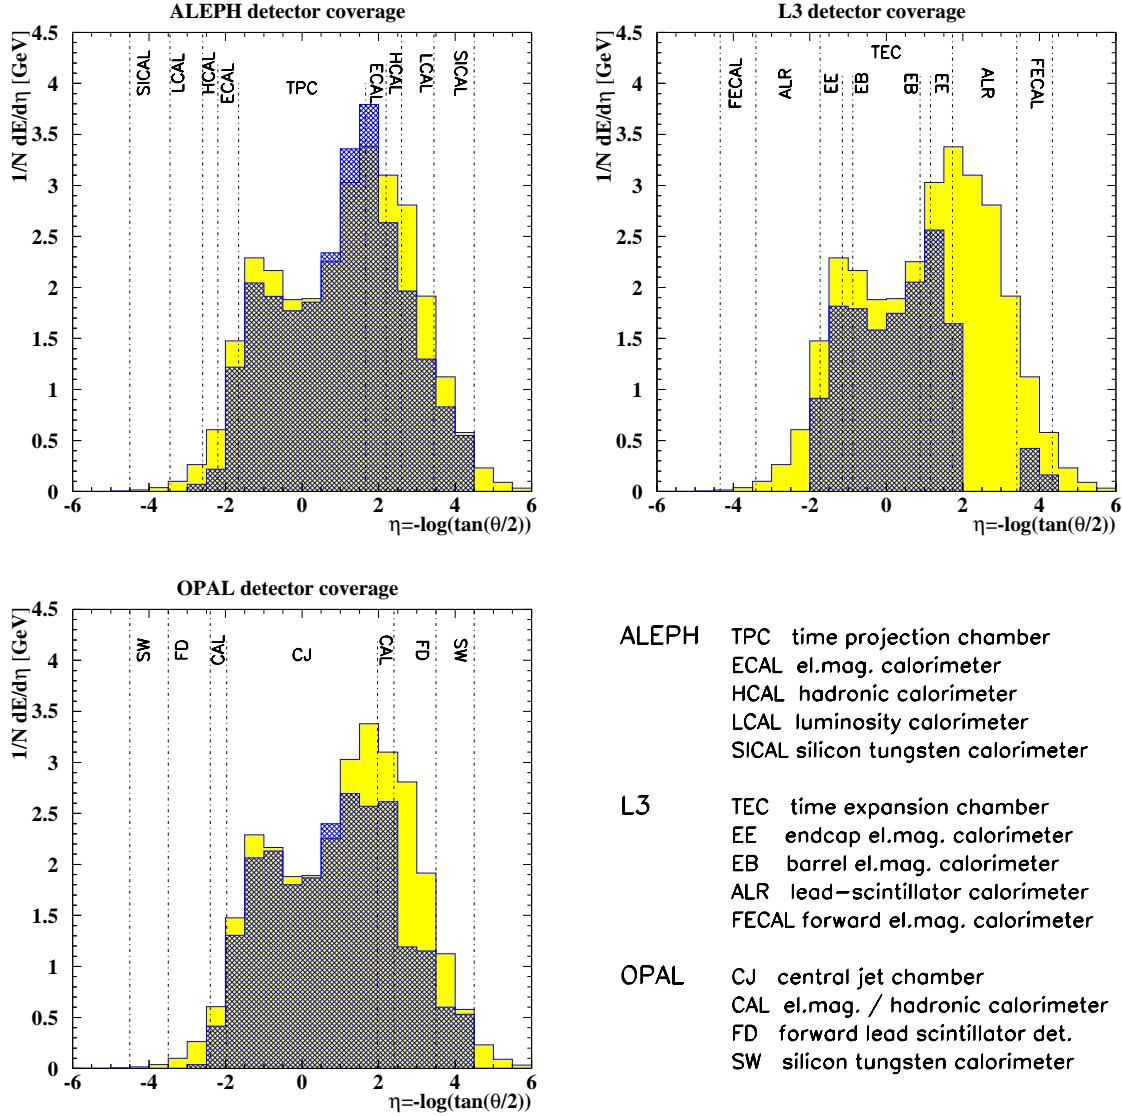 ALEPH detector coverage
1/N dE/dη [GeV]
4.5
4
3.5
3
2.5
2
1.5
1
0.5
0
SICAL
LCAL
HCAL
ECAL
TPC
ECAL
HCAL
LCAL
SICAL
-6 -4 -2 0 2 4 6
η=-log(tan(θ/2))
L3 detector coverage
1/N dE/dη [GeV]
4.5
4
3.5
3
2.5
2
1.5
1
0.5
0
TEC
FECAL
ALR
EE
EB
EB
EE
ALR
FECAL
-6 -4 -2 0 2 4 6
η=-log(tan(θ/2))
OPAL detector coverage
1/N dE/dη [GeV]
4.5
4
3.5
3
2.5
2
1.5
1
0.5
0
SW
FD
CAL
CJ
CAL
FD
SW
-6 -4 -2 0 2 4 6
η=-log(tan(θ/2))
ALEPH TPC time projection chamber
ECAL el.mag. calorimeter
HCAL hadronic calorimeter
LCAL luminosity calorimeter
SICAL silicon tungsten calorimeter
L3 TEC time expansion chamber
EE endcap el.mag. calorimeter
EB barrel el.mag. calorimeter
ALR lead-scintillator calorimeter
FECAL forward el.mag. calorimeter
OPAL CJ central jet chamber
CAL el.mag. / hadronic calorimeter
FD forward lead scintillator det.
SW silicon tungsten calorimeter